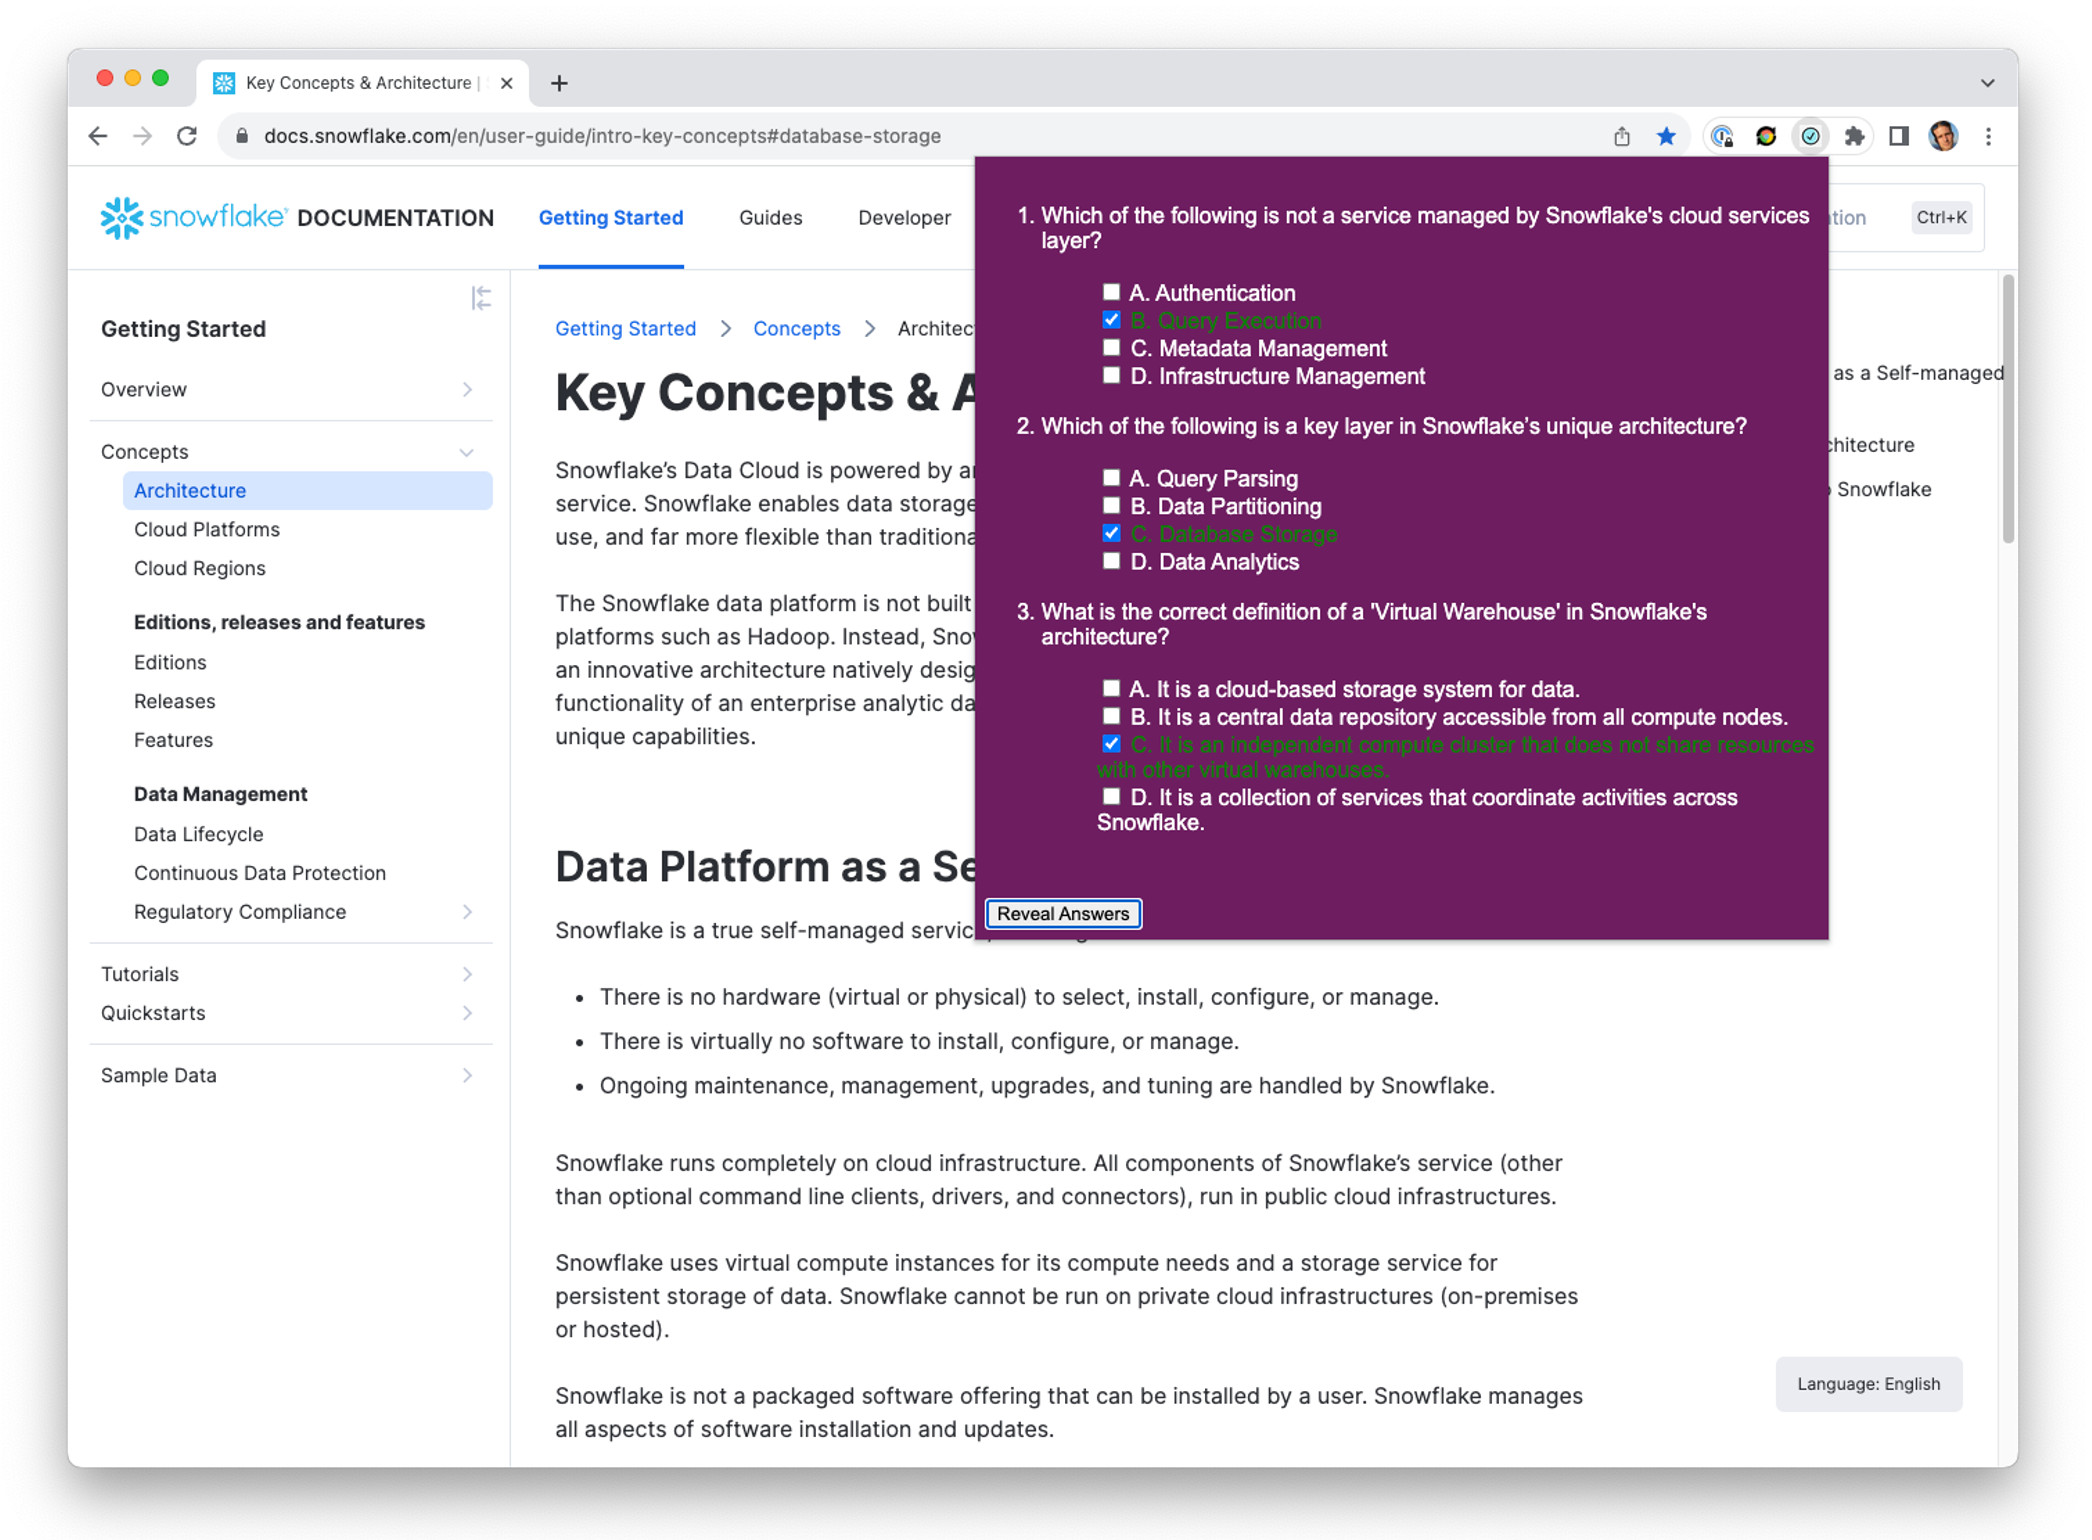 Key Concepts & Architecture |
docs.snowflake.com/en/user-guide/intro-key-concepts#database-storage
snowflake DOCUMENTATION
Getting Started
Guides
Developer
Ctrl+K
Getting Started
Overview
Concepts
Architecture
Cloud Platforms
Cloud Regions
Editions, releases and features
Editions
Releases
Features
Data Management
Data Lifecycle
Continuous Data Protection
Regulatory Compliance
Tutorials
Quickstarts
Sample Data
Getting Started > Concepts > Architec
Key Concepts & A
Snowflake’s Data Cloud is powered by a
service. Snowflake enables data storage
use, and far more flexible than traditiona
The Snowflake data platform is not built
platforms such as Hadoop. Instead, Snow
an innovative architecture natively desig
functionality of an enterprise analytic da
unique capabilities.
Data Platform as a Se
Snowflake is a true self-managed servic
There is no hardware (virtual or physical) to select, install, configure, or manage.
There is virtually no software to install, configure, or manage.
Ongoing maintenance, management, upgrades, and tuning are handled by Snowflake.
Snowflake runs completely on cloud infrastructure. All components of Snowflake’s service (other
than optional command line clients, drivers, and connectors), run in public cloud infrastructures.
Snowflake uses virtual compute instances for its compute needs and a storage service for
persistent storage of data. Snowflake cannot be run on private cloud infrastructures (on-premises
or hosted).
Snowflake is not a packaged software offering that can be installed by a user. Snowflake manages
all aspects of software installation and updates.
1. Which of the following is not a service managed by Snowflake's cloud services
layer?
A. Authentication
B. Query Execution
C. Metadata Management
D. Infrastructure Management
2. Which of the following is a key layer in Snowflake’s unique architecture?
A. Query Parsing
B. Data Partitioning
C. Database Storage
D. Data Analytics
3. What is the correct definition of a 'Virtual Warehouse' in Snowflake's
architecture?
A. It is a cloud-based storage system for data.
B. It is a central data repository accessible from all compute nodes.
C. It is an independent compute cluster that does not share resources
with other virtual warehouses.
D. It is a collection of services that coordinate activities across
Snowflake.
Reveal Answers
tion
as a Self-managed
chitecture
Snowflake
Language: English